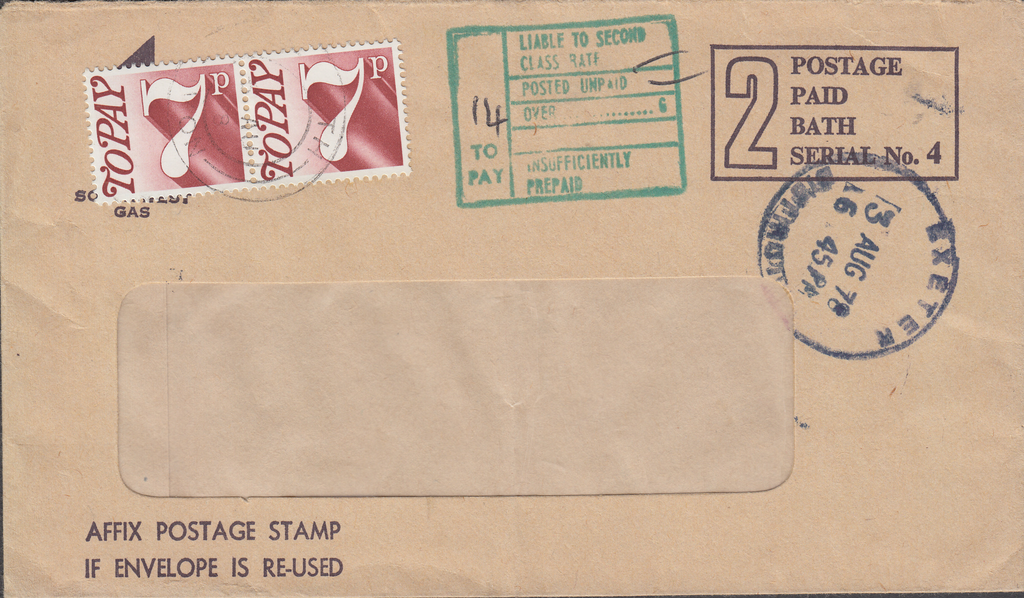 TO PAY
7P
TO PAY
7P
GAS
LIABLE TO SECOND
CLASS RATE
POSTED UNPAID
OVER .......... 6
14
TO
PAY
INSUFFICIENTLY
PREPAID
2
POSTAGE
PAID
BATH
SERIAL No. 4
EXETER
13 AUG 78
6 45 PM
AFFIX POSTAGE STAMP
IF ENVELOPE IS RE-USED